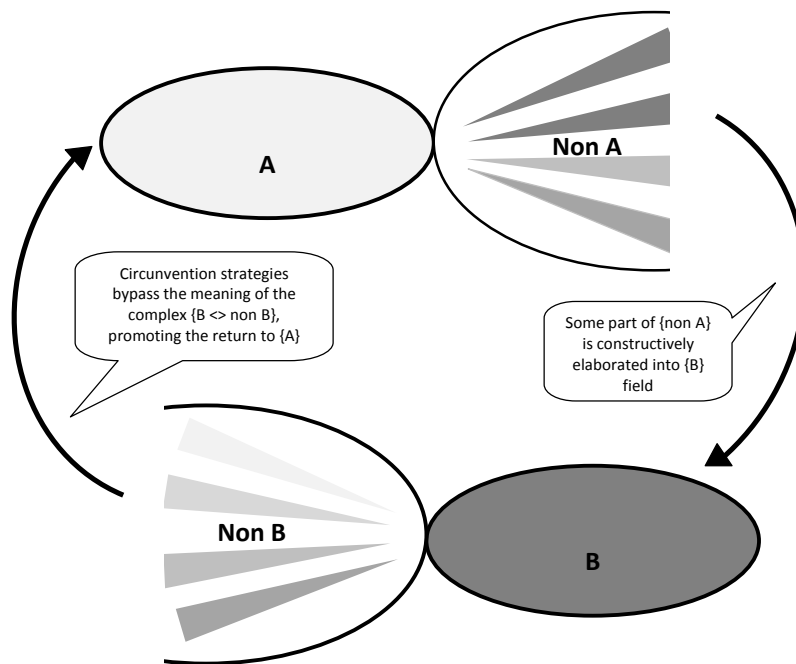 A
Non A
Circunvention strategies
bypass the meaning of the
complex {B <> non B},
promoting the return to {A}
Some part of {non A}
is constructively
elaborated into {B}
field
Non B
B